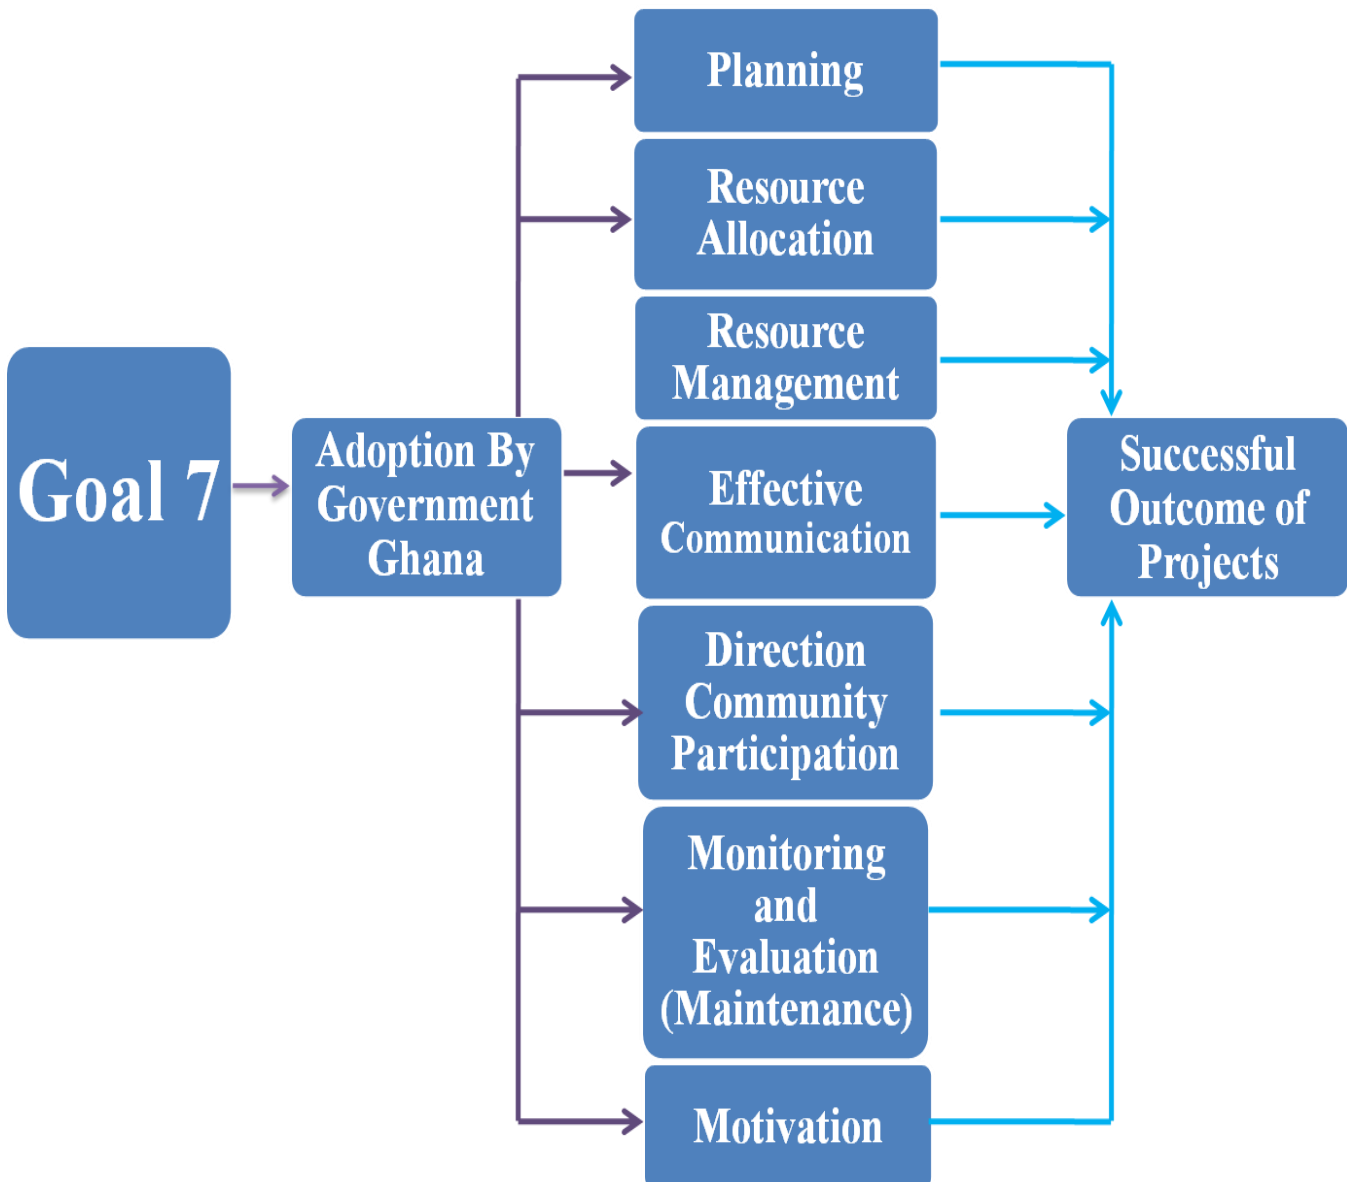 Goal 7
Adoption By
Government
Ghana
Planning
Resource
Allocation
Resource
Management
Effective
Communication
Direction
Community
Participation
Monitoring
and
Evaluation
(Maintenance)
Motivation
Successful
Outcome of
Projects